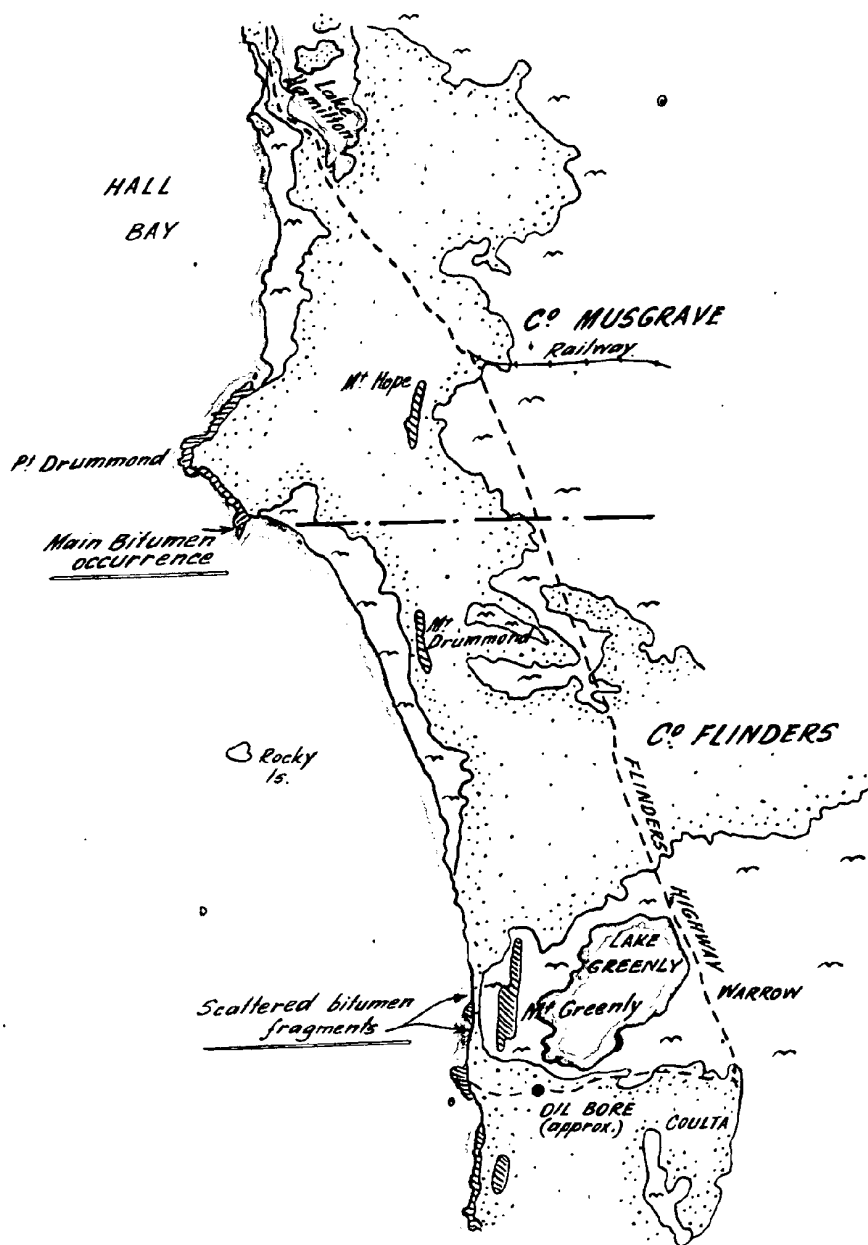 Lake
Hamilton
HALL
BAY
Cº MUSGRAVE
Railway
Mt Hope
Pt Drummond
Main Bitumen
occurrence
Mt
Drummond
Cº FLINDERS
Rocky
Is.
FLINDERS
HIGHWAY
LAKE
GREENLY
WARROW
Scattered bitumen
fragments
Mt Greenly
OIL BORE
(approx.)
COULTA